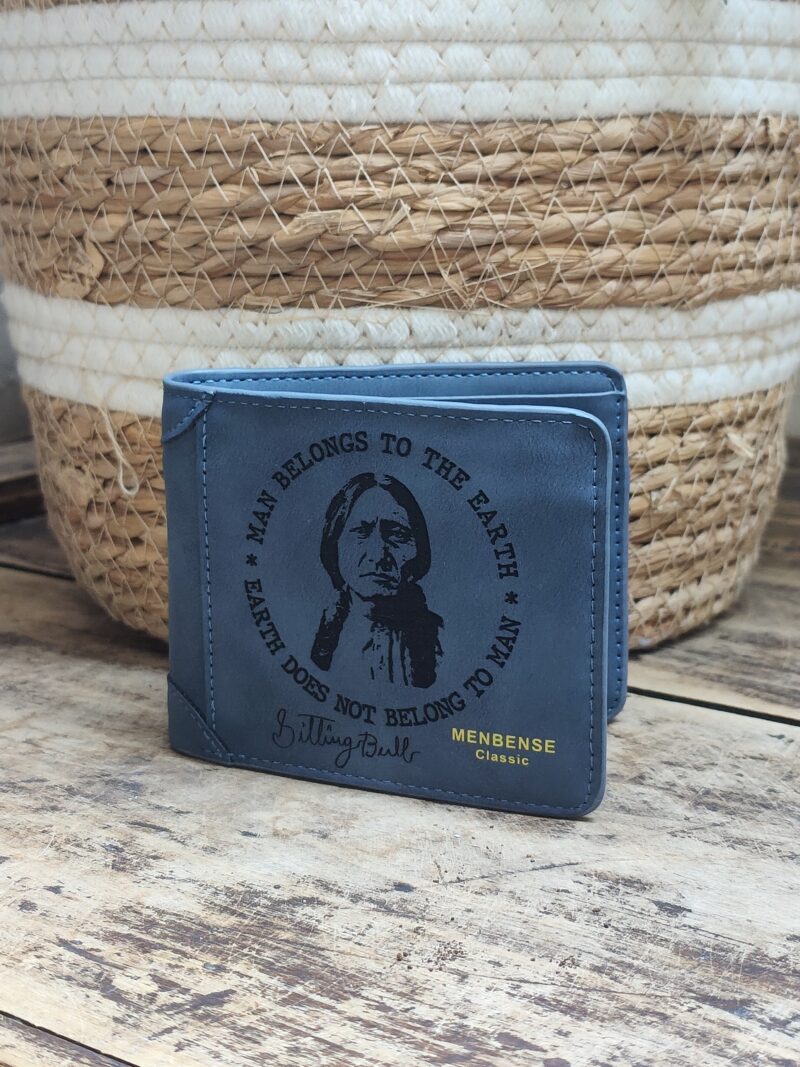 * MAN BELONGS TO THE EARTH *
EARTH DOES NOT BELONG TO MAN
Sitting Bull
MENBENSE
Classic